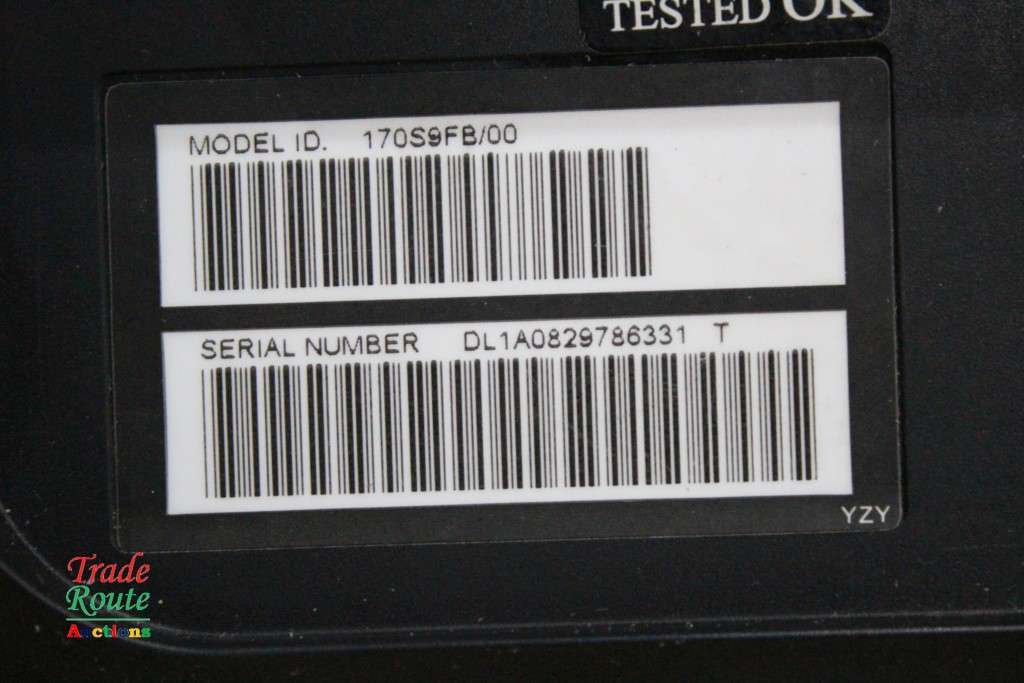 TESTED OK
MODEL ID. 170S9FB/00
SERIAL NUMBER DL1A0829786331 T
YZY
Trade
Route
Auctions